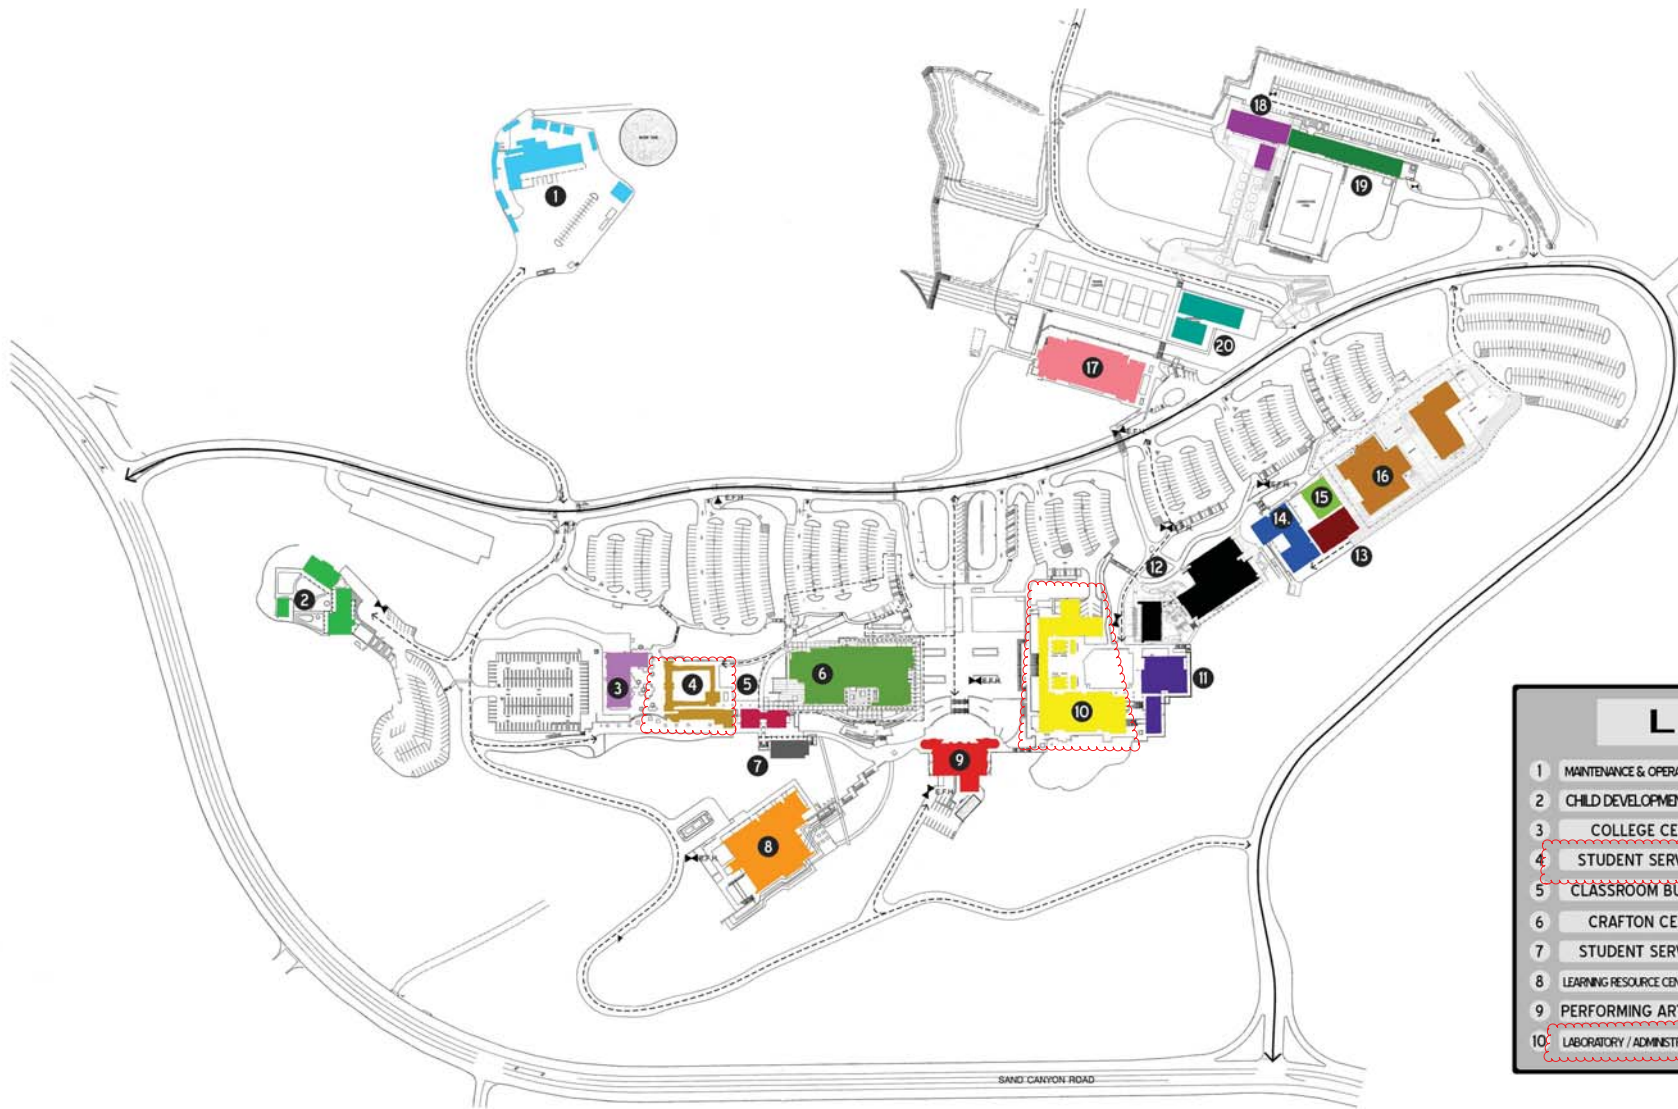 18
1
19
20
17
E.F.H.
16
15
E.F.H.
14.
E.F.H.
13
12
2
3
4
5
6
E.F.H.
11
10
7
9
E.F.H.
8
E.F.H.
SAND CANYON ROAD
L
1 MAINTENANCE & OPERA
2 CHILD DEVELOPMEN
3 COLLEGE CE
4 STUDENT SERV
5 CLASSROOM BU
6 CRAFTON CE
7 STUDENT SERV
8 LEARNING RESOURCE CEN
9 PERFORMING AR
10 LABORATORY / ADMINISTR